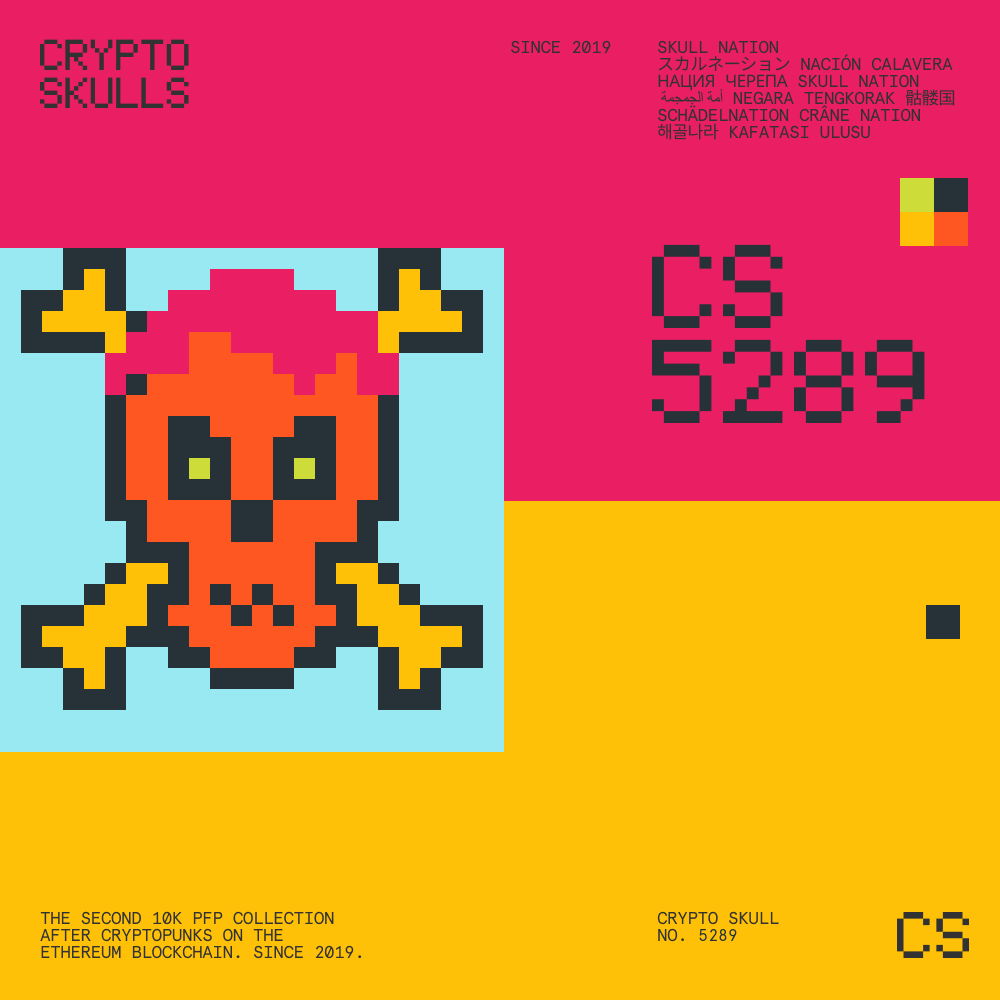 CRYPTO
SKULLS
SINCE 2019
SKULL NATION
スカルネーション NACIÓN CALAVERA
НАЦИЯ ЧЕРЕПА SKULL NATION
أمة الجمجمة NEGARA TENGKORAK 骷髅国
SCHÄDELNATION CRÂNE NATION
해골나라 KAFATASI ULUSU
CS
5289
THE SECOND 10K PFP COLLECTION
AFTER CRYPTOPUNKS ON THE
ETHEREUM BLOCKCHAIN. SINCE 2019.
CRYPTO SKULL
NO. 5289
CS